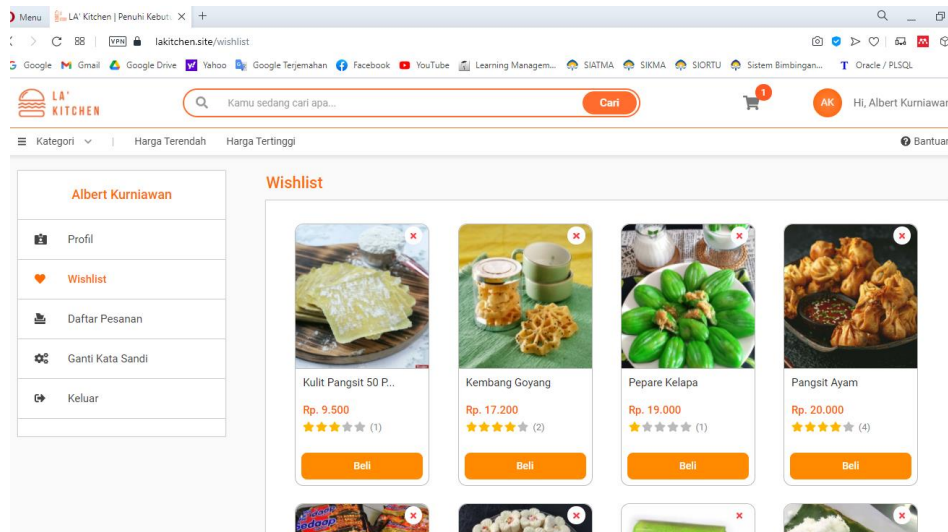 Menu LA' Kitchen | Penuhi Kebut
VPN lakitchen.site/wishlist
Google Gmail Google Drive Yahoo Google Terjemahan Facebook YouTube Learning Managem... SIATMA SIKMA SIORTU Sistem Bimbingan... T Oracle / PLSQL
LA'
KITCHEN
Kamu sedang cari apa...
Cari
1
AK Hi, Albert Kurniawan
Kategori | Harga Terendah Harga Tertinggi
Bantuan
Albert Kurniawan
Profil
Wishlist
Daftar Pesanan
Ganti Kata Sandi
Keluar
Wishlist
Kulit Pangsit 50 P...
Rp. 9.500
(1)
Beli
Kembang Goyang
Rp. 17.200
(2)
Beli
Pepare Kelapa
Rp. 19.000
(1)
Beli
Pangsit Ayam
Rp. 20.000
(4)
Beli
Sedaap